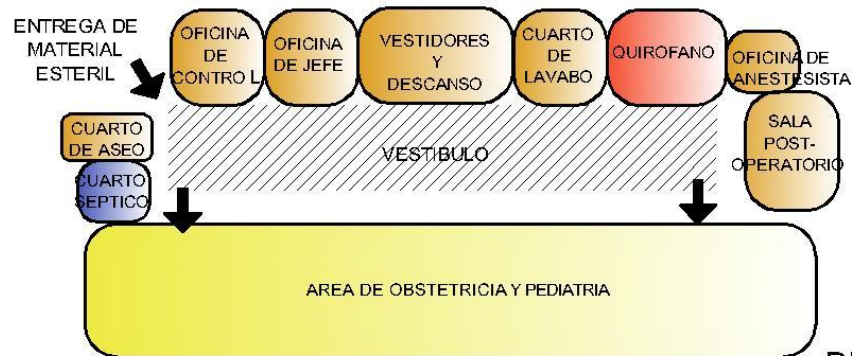 ENTREGA DE
MATERIAL
ESTERIL
OFICINA
DE
CONTROL
OFICINA
DE JEFE
VESTIDORES
Y
DESCANSO
CUARTO
DE
LAVABO
QUIROFANO
OFICINA DE
ANESTESISTA
CUARTO
DE ASEO
CUARTO
SEPTICO
VESTIBULO
SALA
POST-
OPERATORIO
AREA DE OBSTETRICIA Y PEDIATRIA